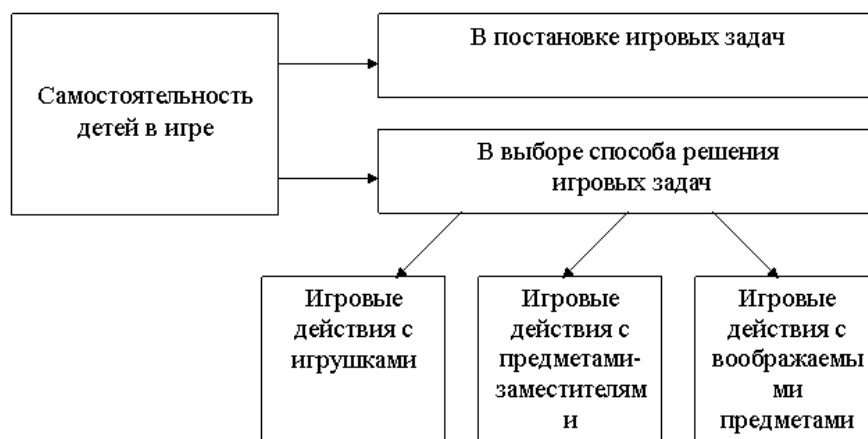 В постановке игровых задач
Самостоятельность
детей в игре
В выборе способа решения
игровых задач
Игровые
действия с
игрушками
Игровые
действия с
предметами-
заместителям
и
Игровые
действия с
воображаемы
ми
предметами